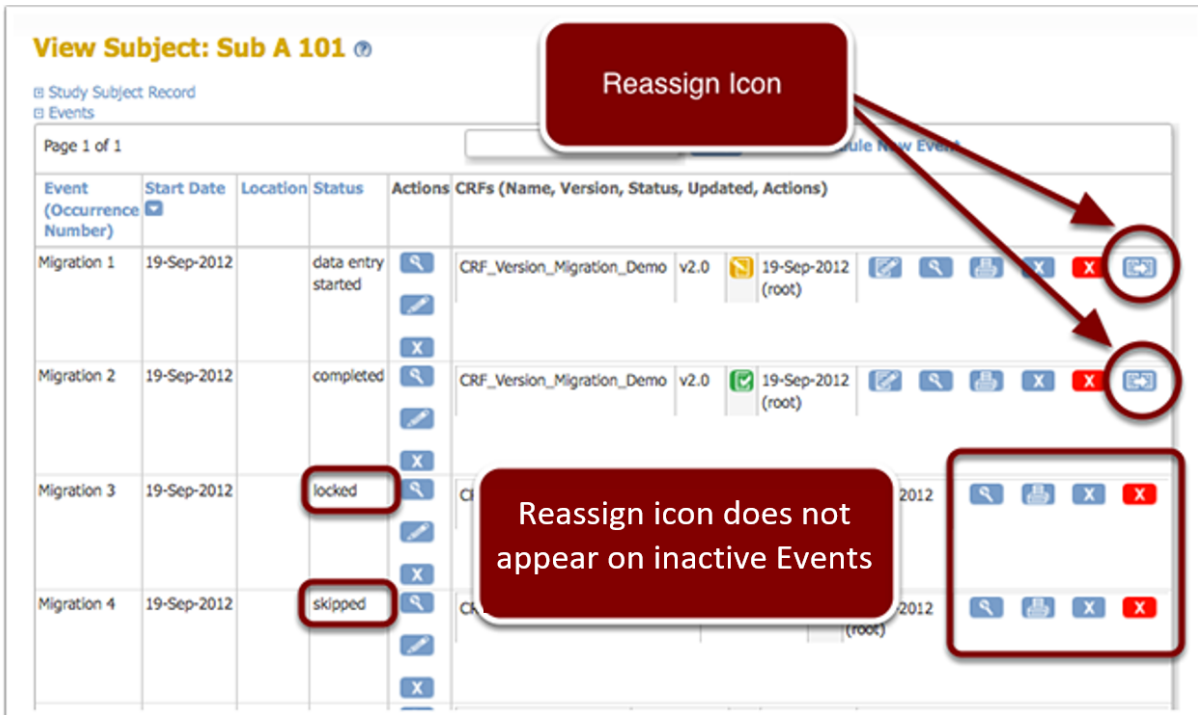 View Subject: Sub A 101
Study Subject Record
Events
Reassign Icon
Page 1 of 1
New Event
Event (Occurrence Number)
Start Date
Location
Status
Actions
CRFs (Name, Version, Status, Updated, Actions)
Migration 1
19-Sep-2012
data entry started
CRF_Version_Migration_Demo
v2.0
19-Sep-2012 (root)
X
X
X
Migration 2
19-Sep-2012
completed
CRF_Version_Migration_Demo
v2.0
19-Sep-2012 (root)
X
X
X
Migration 3
19-Sep-2012
locked
2012
X
X
X
Reassign icon does not
appear on inactive Events
Migration 4
19-Sep-2012
skipped
2012
(root)
X
X
X